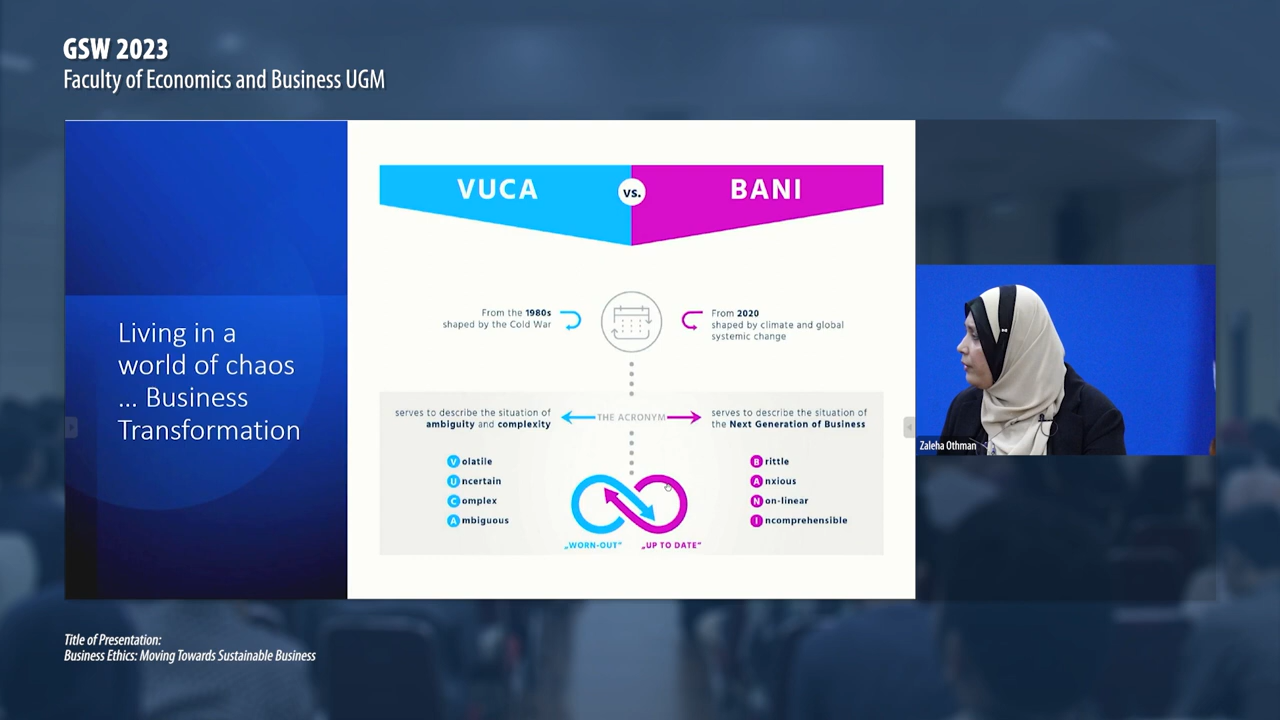 GSW 2023
Faculty of Economics and Business UGM
Living in a
world of chaos
... Business
Transformation
VUCA
vs.
BANI
From the 1980s
shaped by the Cold War
From 2020
shaped by climate and global
systemic change
serves to describe the situation of
ambiguity and complexity
THE ACRONYM
serves to describe the situation of
the Next Generation of Business
Volatile
Uncertain
Complex
Ambiguous
Brittle
Anxious
Non-linear
Incomprehensible
„WORN-OUT“
„UP TO DATE“
Zaleha Othman
Title of Presentation:
Business Ethics: Moving Towards Sustainable Business